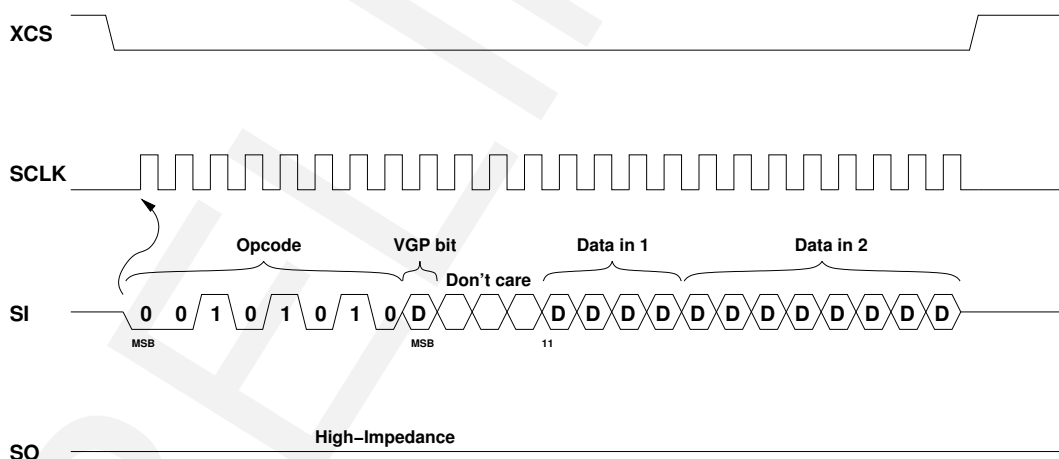 XCS
SCLK
Opcode VGP bit Data in 1 Data in 2
Don't care
SI 0 0 1 0 1 0 1 0 D D D D D D D D D D D D D
MSB MSB 11
High−Impedance
SO